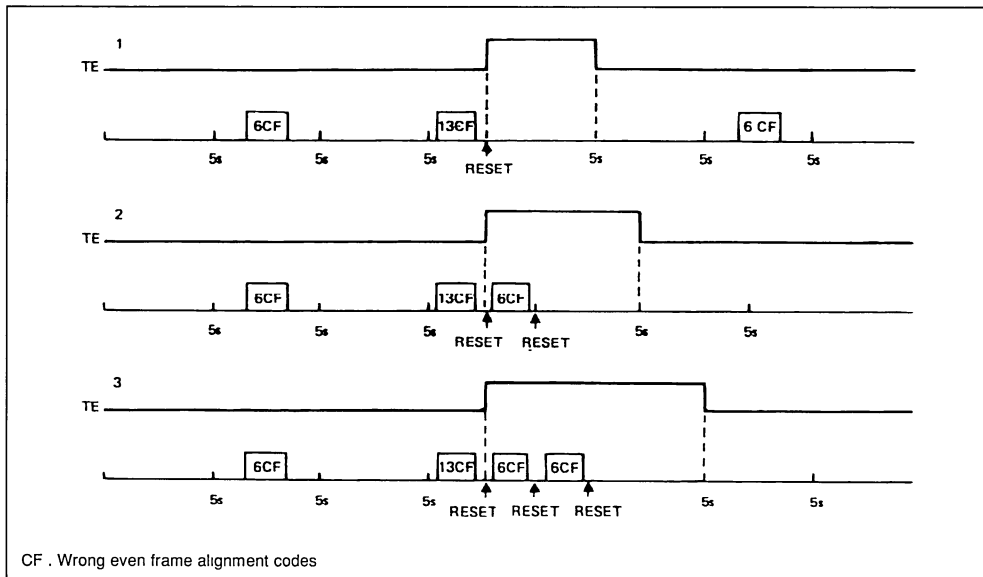 1
TE
6CF 13CF 6 CF
5s 5s 5s 5s 5s 5s
RESET
2
TE
6CF 13CF 6CF
5s 5s 5s 5s 5s
RESET RESET
3
TE
6CF 13CF 6CF 6CF
5s 5s 5s 5s 5s
RESET RESET RESET
CF . Wrong even frame alignment codes